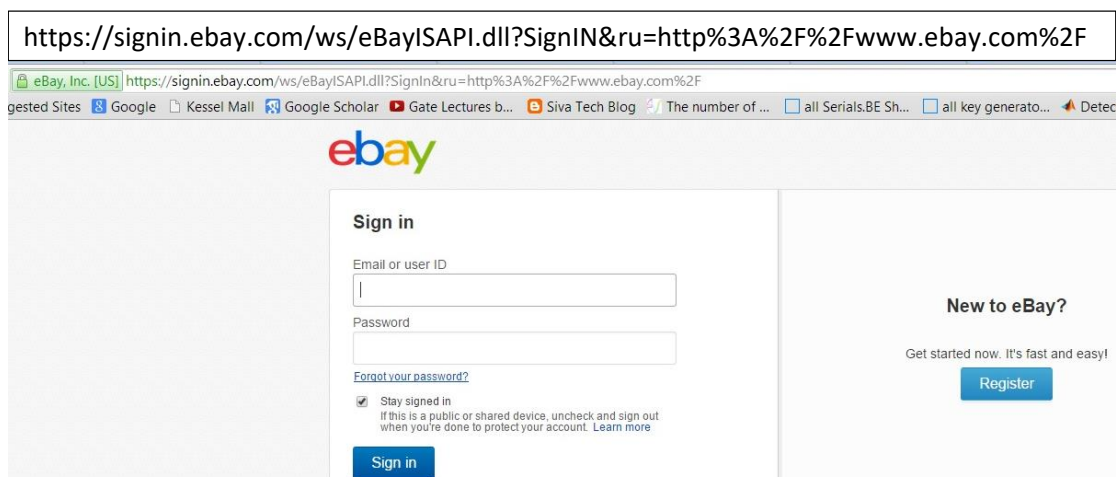 https://signin.ebay.com/ws/eBayISAPI.dll?SignIN&ru=http%3A%2F%2Fwww.ebay.com%2F
eBay, Inc. [US] https://signin.ebay.com/ws/eBayISAPI.dll?SignIn&ru=http%3A%2F%2Fwww.ebay.com%2F
gested Sites Google Kessel Mall Google Scholar Gate Lectures b... Siva Tech Blog The number of ... all Serials.BE Sh... all key generato... Detec
ebay
Sign in
Email or user ID
Password
Forgot your password?
Stay signed in
If this is a public or shared device, uncheck and sign out
when you're done to protect your account. Learn more
Sign in
New to eBay?
Get started now. It's fast and easy!
Register